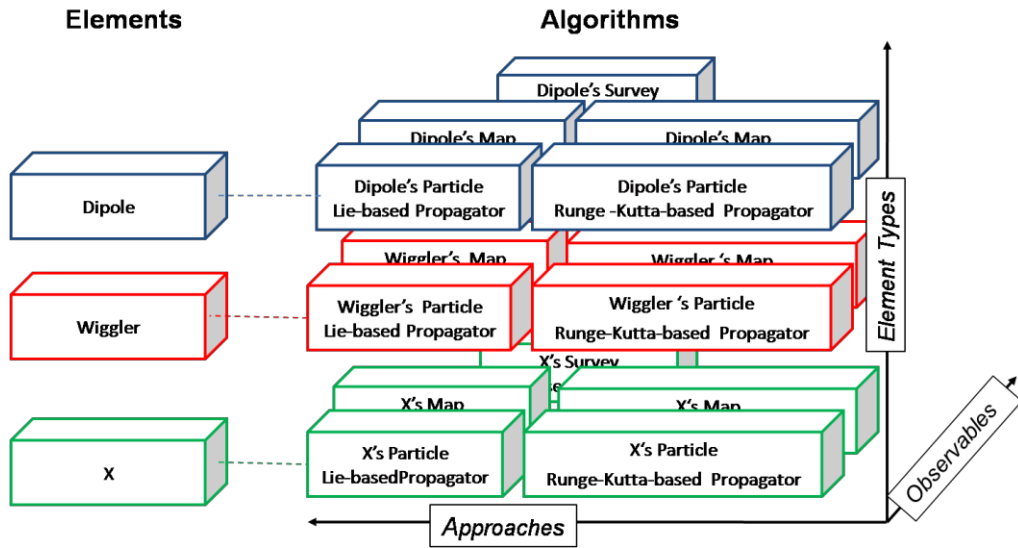 Elements
Algorithms
Dipole's Survey
Dipole's Map
Dipole's Map
Dipole's Particle
Lie-based Propagator
Dipole's Particle
Runge -Kutta-based Propagator
Dipole
Wiggler's Map
Wiggler 's Map
Wiggler's Particle
Lie-based Propagator
Wiggler 's Particle
Runge-Kutta-based Propagator
Wiggler
X's Survey
X's Map
X's Map
X's Particle
Lie-basedPropagator
X's Particle
Runge-Kutta-based Propagator
X
Element Types
Observables
Approaches